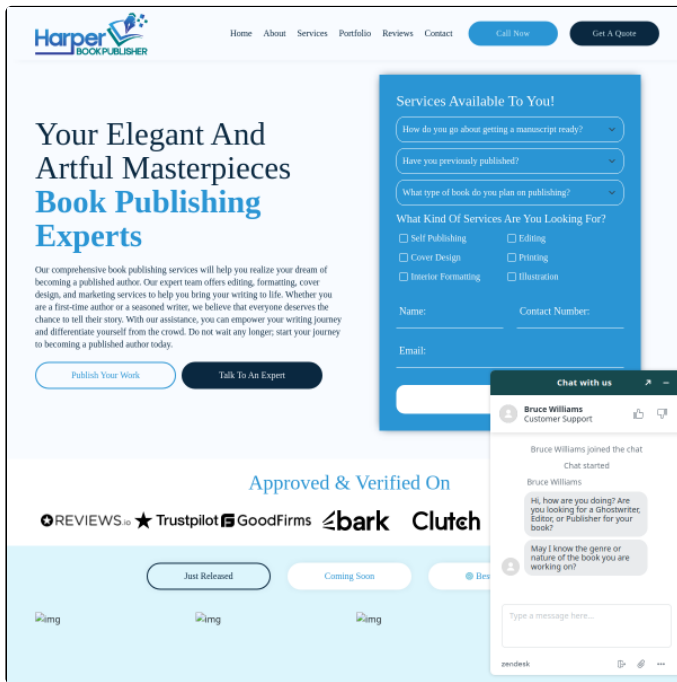 Harper
BOOK PUBLISHER
Home About Services Portfolio Reviews Contact Call Now Get A Quote
Your Elegant And
Artful Masterpieces
Book Publishing
Experts
Our comprehensive book publishing services will help you realize your dream of
becoming a published author. Our expert team offers editing, formatting, cover
design, and marketing services to help you bring your writing to life. Whether you
are a first-time author or a seasoned writer, we believe that everyone deserves the
chance to tell their story. With our assistance, you can empower your writing journey
and differentiate yourself from the crowd. Do not wait any longer; start your journey
to becoming a published author today.
Publish Your Work Talk To An Expert
Services Available To You!
How do you go about getting a manuscript ready?
Have you previously published?
What type of book do you plan on publishing?
What Kind Of Services Are You Looking For?
Self Publishing Editing
Cover Design Printing
Interior Formatting Illustration
Name: Contact Number:
Email:
Approved & Verified On
REVIEWS.io Trustpilot GoodFirms bark Clutch
Just Released Coming Soon
img img img
Chat with us
Bruce Williams
Customer Support
Bruce Williams joined the chat
Chat started
Bruce Williams
Hi, how are you doing? Are
you looking for a Ghostwriter,
Editor, or Publisher for your
book?
May I know the genre or
nature of the book you are
working on?
Type a message here...
zendesk